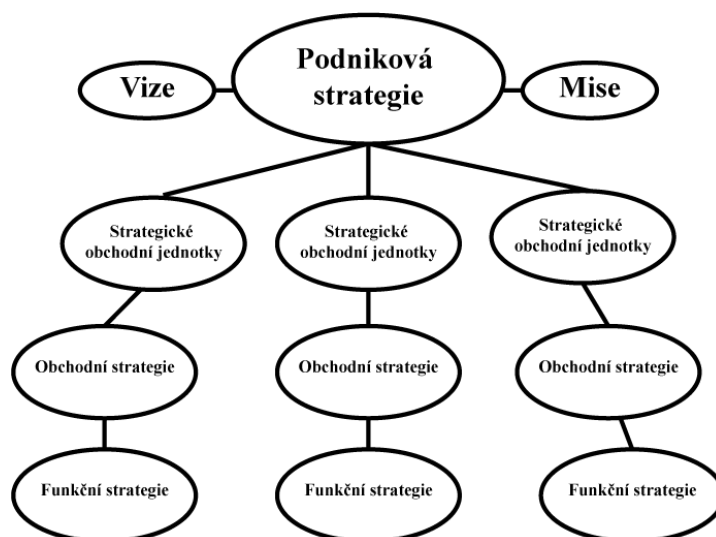 Vize
Podniková
strategie
Mise
Strategické
obchodní jednotky
Strategické
obchodní jednotky
Strategické
obchodní jednotky
Obchodní strategie
Obchodní strategie
Obchodní strategie
Funkční strategie
Funkční strategie
Funkční strategie